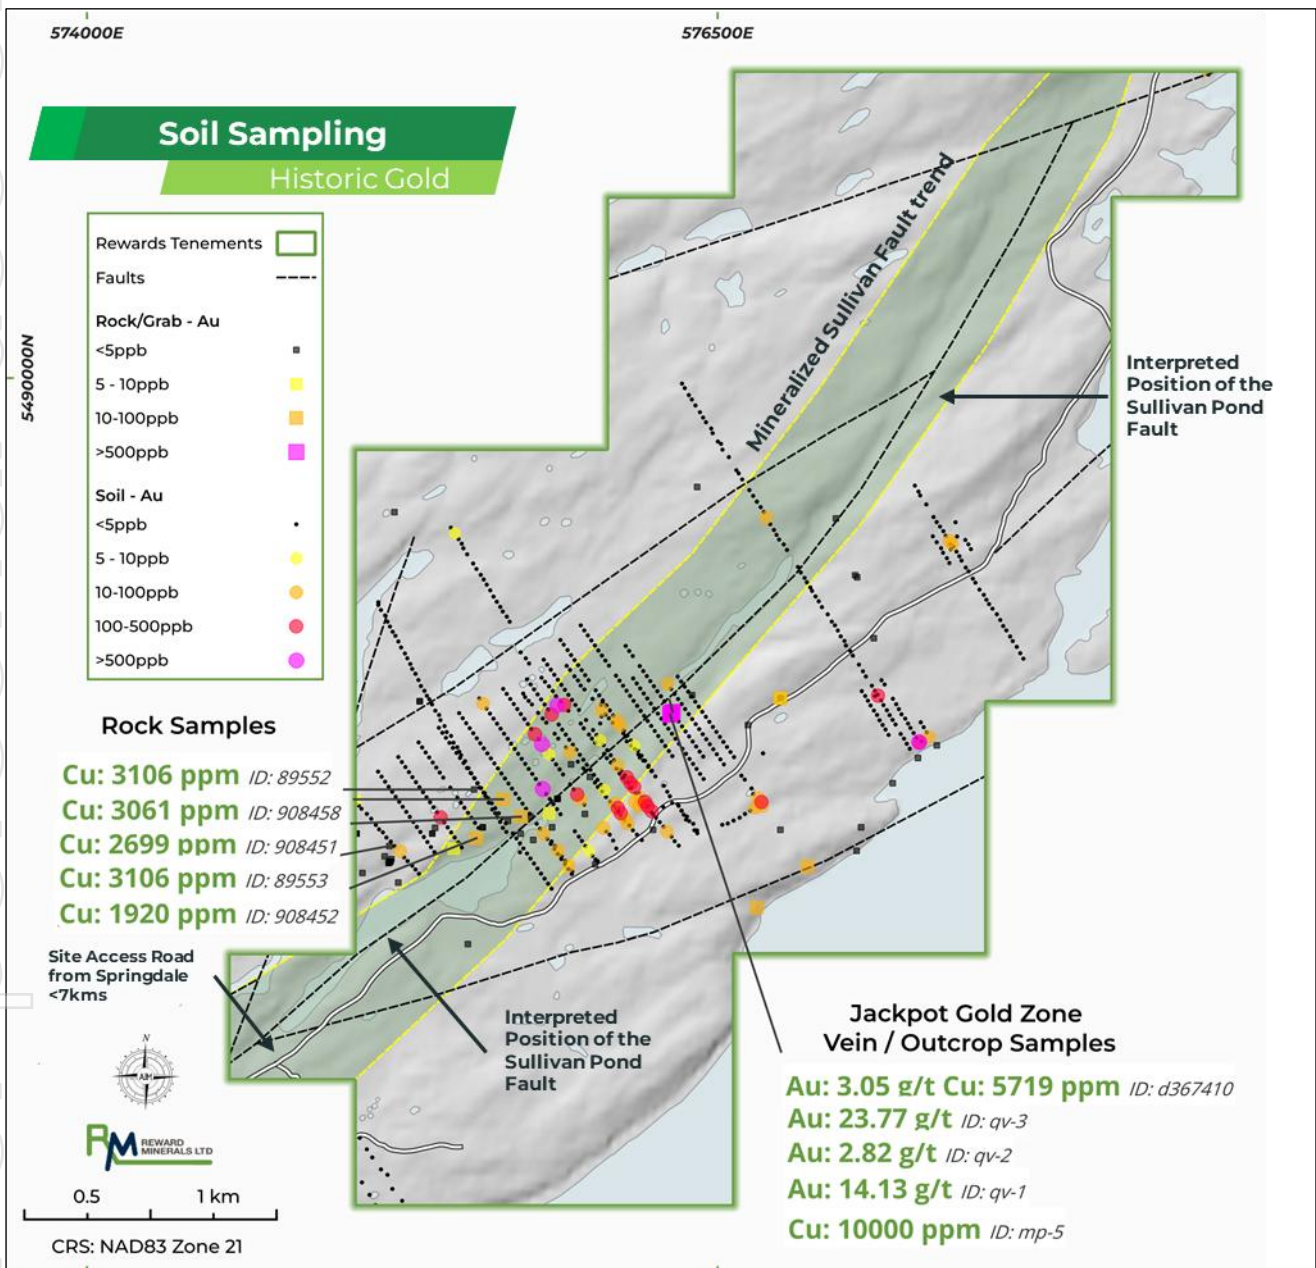 574000E
576500E
Soil Sampling
Historic Gold
5490000N
Rewards Tenements
Faults
Rock/Grab - Au
<5ppb
5 - 10ppb
10-100ppb
>500ppb
Soil - Au
<5ppb
5 - 10ppb
10-100ppb
100-500ppb
>500ppb
Mineralized Sullivan Fault trend
Interpreted
Position of the
Sullivan Pond
Fault
Rock Samples
Cu: 3106 ppm ID: 89552
Cu: 3061 ppm ID: 908458
Cu: 2699 ppm ID: 908451
Cu: 3106 ppm ID: 89553
Cu: 1920 ppm ID: 908452
Site Access Road
from Springdale
<7kms
Interpreted
Position of the
Sullivan Pond
Fault
Jackpot Gold Zone
Vein / Outcrop Samples
Au: 3.05 g/t Cu: 5719 ppm ID: d367410
Au: 23.77 g/t ID: qv-3
Au: 2.82 g/t ID: qv-2
Au: 14.13 g/t ID: qv-1
Cu: 10000 ppm ID: mp-5
N
AIM
RM REWARD
MINERALS LTD
0.5 1 km
CRS: NAD83 Zone 21